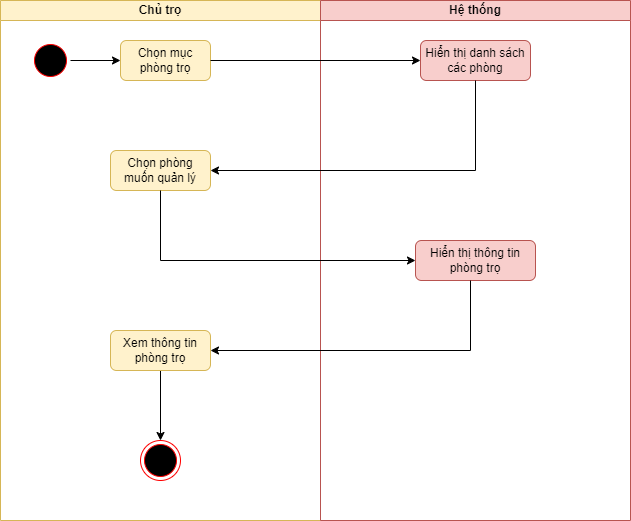 Chủ trọ
Hệ thống
Chọn mục
phòng trọ
Hiển thị danh sách
các phòng
Chọn phòng
muốn quản lý
Hiển thị thông tin
phòng trọ
Xem thông tin
phòng trọ